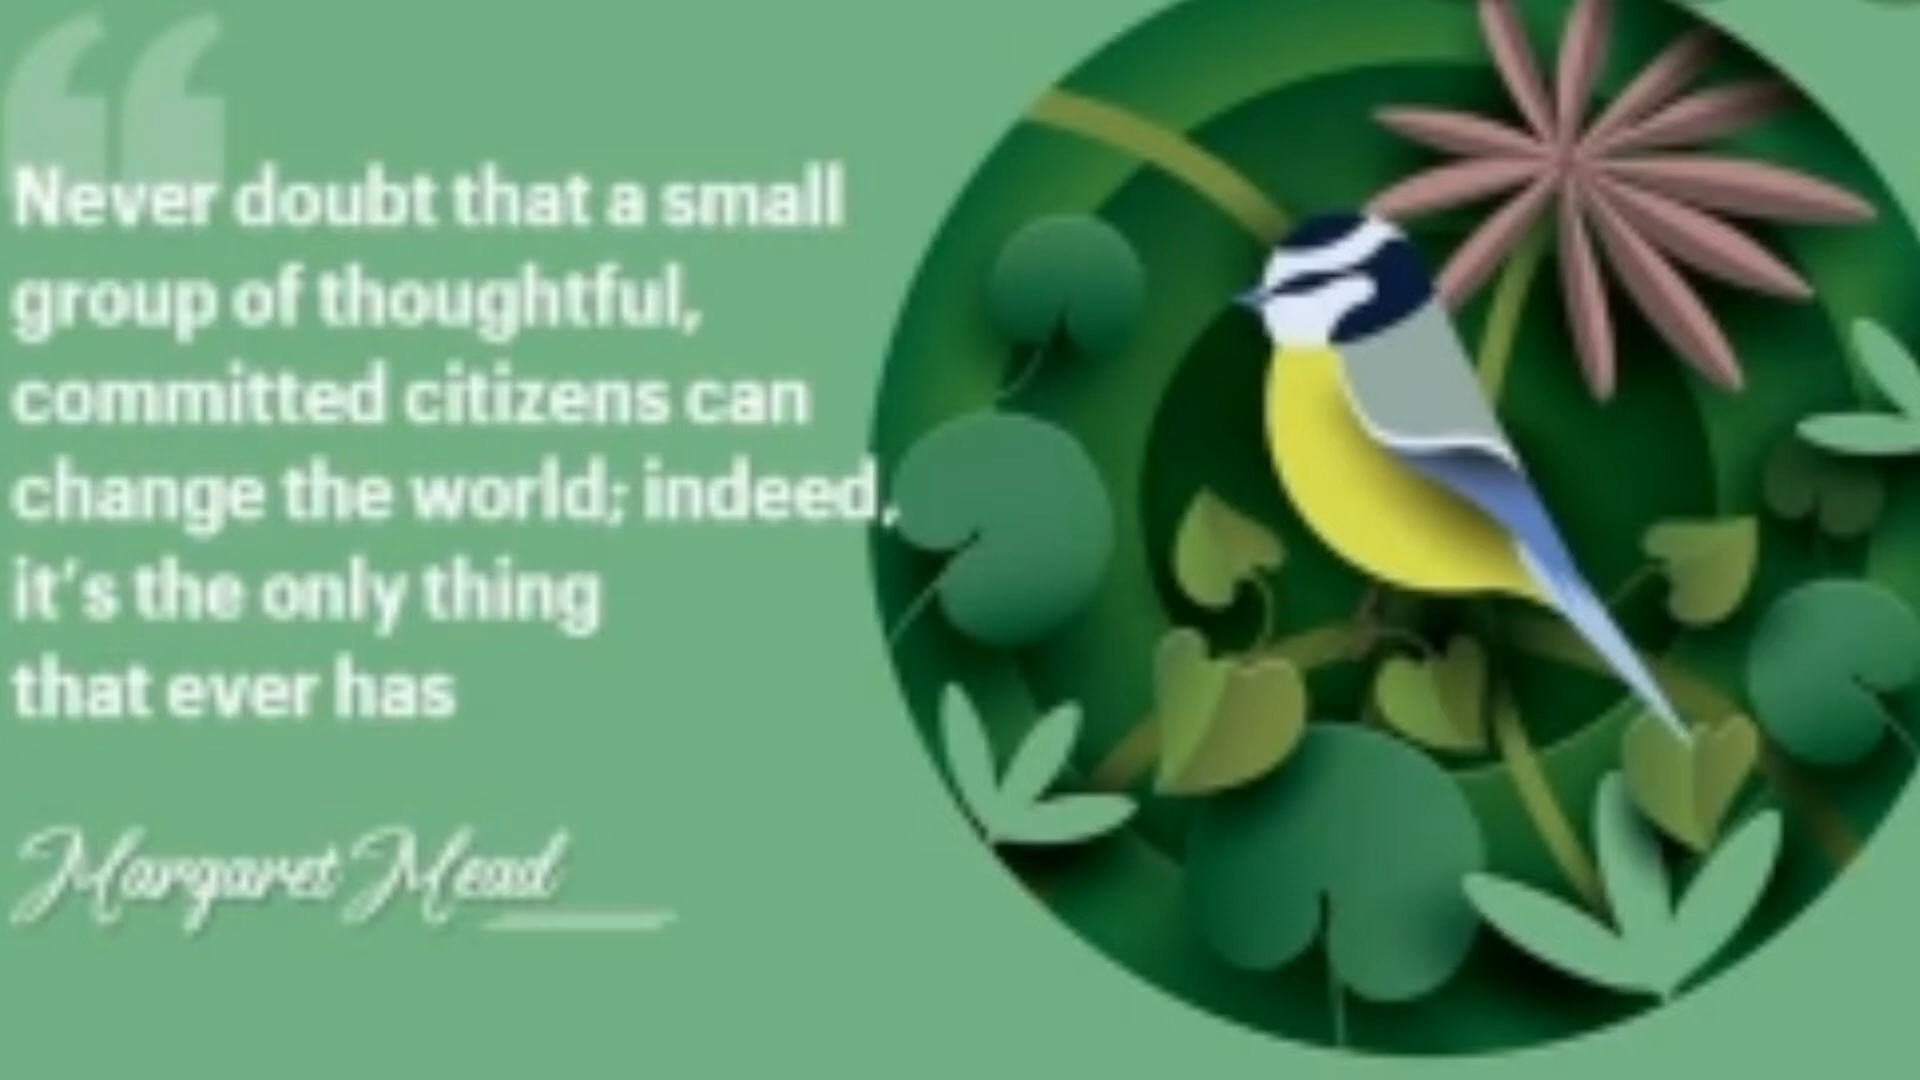 Never doubt that a small
group of thoughtful,
committed citizens can
change the world; indeed,
it's the only thing
that ever has
Margaret Mead